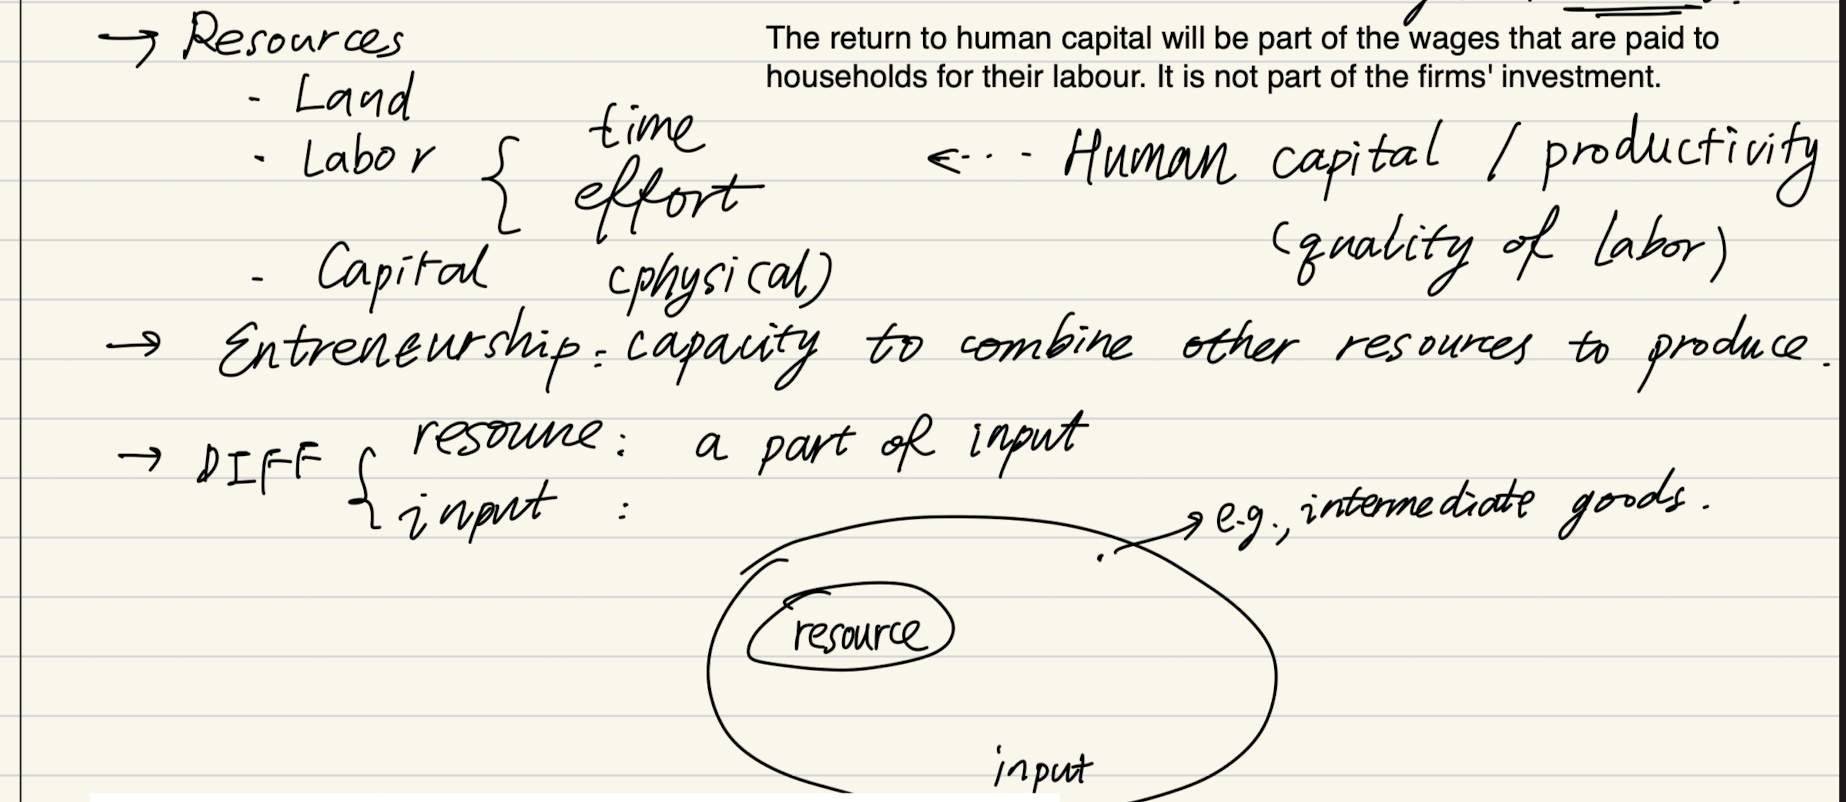 → Resources
The return to human capital will be part of the wages that are paid to
households for their labour. It is not part of the firms' investment.
- Land
- Labor { time
effort
<-·· - Human capital / productivity
(quality of labor)
- Capital (physical)
→ Entreneurship: capacity to combine other resources to produce.
→ DIFF { resource: a part of input
input :
→ e.g., intermediate goods.
resource
input